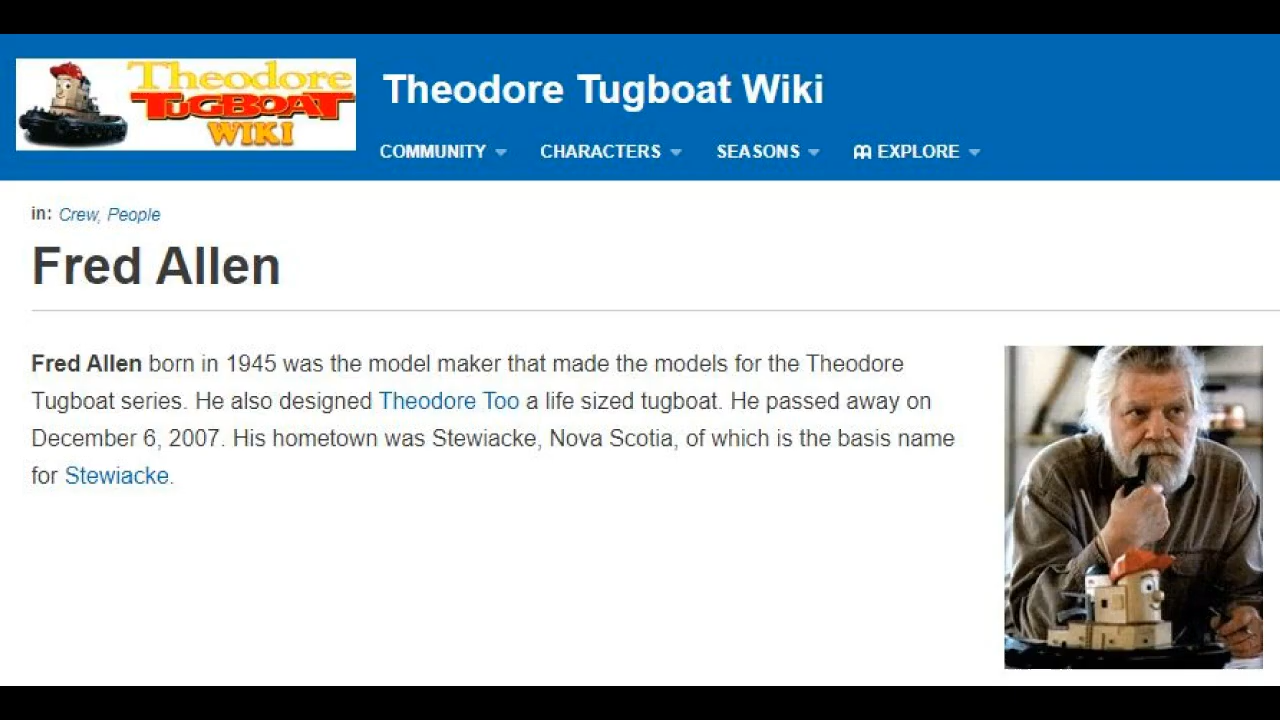 Theodore
TUGBOAT
WIKI
Theodore Tugboat Wiki
COMMUNITY CHARACTERS SEASONS EXPLORE
in: Crew, People
Fred Allen
Fred Allen born in 1945 was the model maker that made the models for the Theodore
Tugboat series. He also designed Theodore Too a life sized tugboat. He passed away on
December 6, 2007. His hometown was Stewiacke, Nova Scotia, of which is the basis name
for Stewiacke.